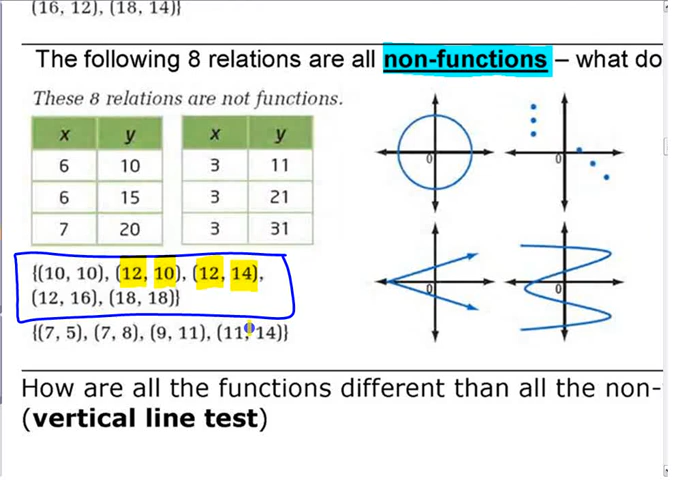 (16, 12), (18, 14)}
The following 8 relations are all non-functions – what do
These 8 relations are not functions.
x y
6 10
6 15
7 20
x y
3 11
3 21
3 31
{(10, 10), (12, 10), (12, 14),
(12, 16), (18, 18)}
{(7, 5), (7, 8), (9, 11), (11, 14)}
0
0
0
0
How are all the functions different than all the non-
(vertical line test)